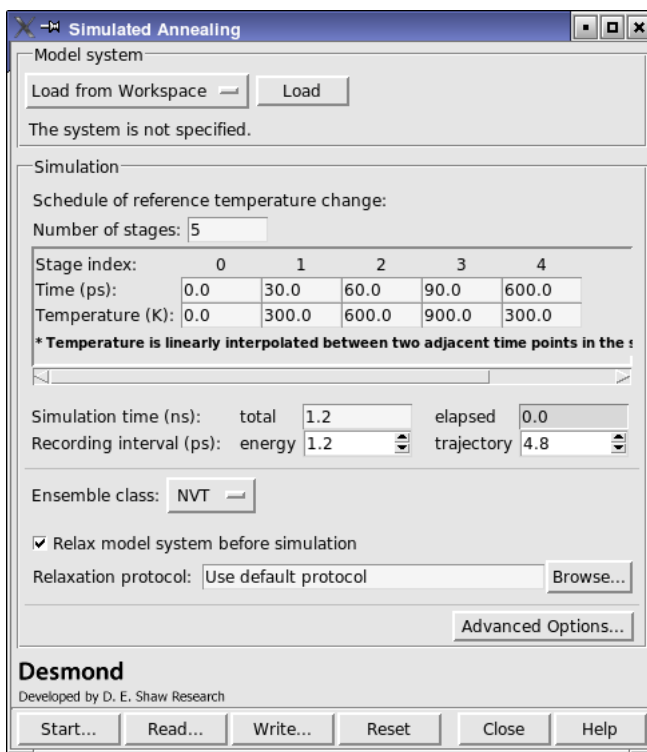 Simulated Annealing
Model system
Load from Workspace Load
The system is not specified.
Simulation
Schedule of reference temperature change:
Number of stages: 5
Stage index: 0 1 2 3 4
Time (ps): 0.0 30.0 60.0 90.0 600.0
Temperature (K): 0.0 300.0 600.0 900.0 300.0
* Temperature is linearly interpolated between two adjacent time points in the s
Simulation time (ns): total 1.2 elapsed 0.0
Recording interval (ps): energy 1.2 trajectory 4.8
Ensemble class: NVT
Relax model system before simulation
Relaxation protocol: Use default protocol Browse...
Advanced Options...
Desmond
Developed by D. E. Shaw Research
Start... Read... Write... Reset Close Help